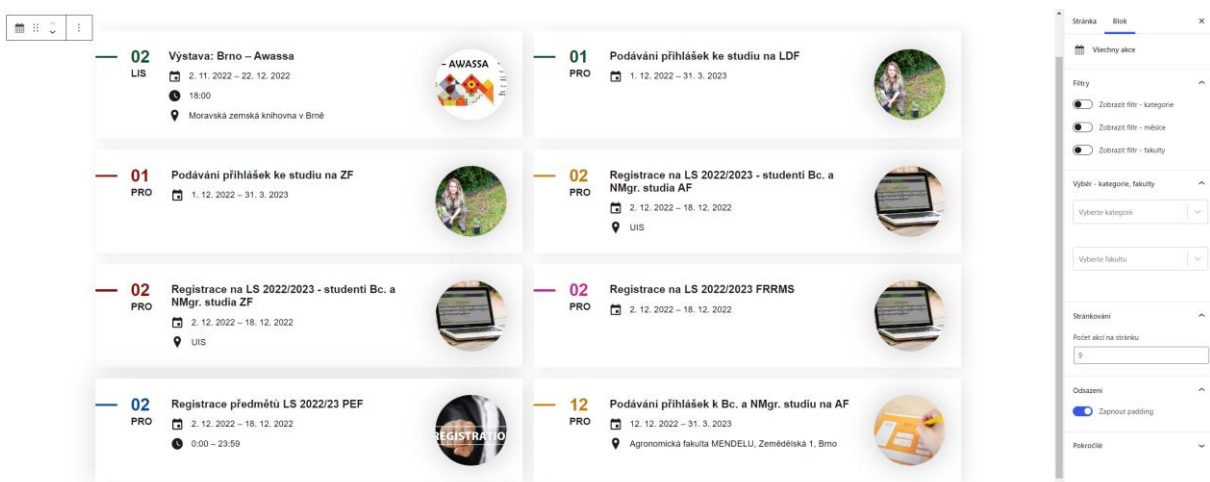 02
LIS
Výstava: Brno – Awassa
2. 11. 2022 – 22. 12. 2022
18:00
Moravská zemská knihovna v Brně
- AWASSA
01
PRO
Podávání přihlášek ke studiu na LDF
1. 12. 2022 – 31. 3. 2023
01
PRO
Podávání přihlášek ke studiu na ZF
1. 12. 2022 – 31. 3. 2023
02
PRO
Registrace na LS 2022/2023 - studenti Bc. a
NMgr. studia AF
2. 12. 2022 – 18. 12. 2022
UIS
02
PRO
Registrace na LS 2022/2023 - studenti Bc. a
NMgr. studia ZF
2. 12. 2022 – 18. 12. 2022
UIS
02
PRO
Registrace na LS 2022/2023 FRRMS
2. 12. 2022 – 18. 12. 2022
02
PRO
Registrace předmětů LS 2022/23 PEF
2. 12. 2022 – 18. 12. 2022
0:00 – 23:59
REGISTRATIO
12
PRO
Podávání přihlášek k Bc. a NMgr. studiu na AF
12. 12. 2022 – 31. 3. 2023
Agronomická fakulta MENDELU, Zemědělská 1, Brno
Stránka Blok
Všechny akce
Filtry
Zobrazit filtr - kategorie
Zobrazit filtr - měsíce
Zobrazit filtr - fakulty
Výběr - kategorie, fakulty
Vyberte kategorii
Vyberte fakultu
Stránkování
Počet akcí na stránku
9
Odsazení
Zapnout padding
Pokročilé